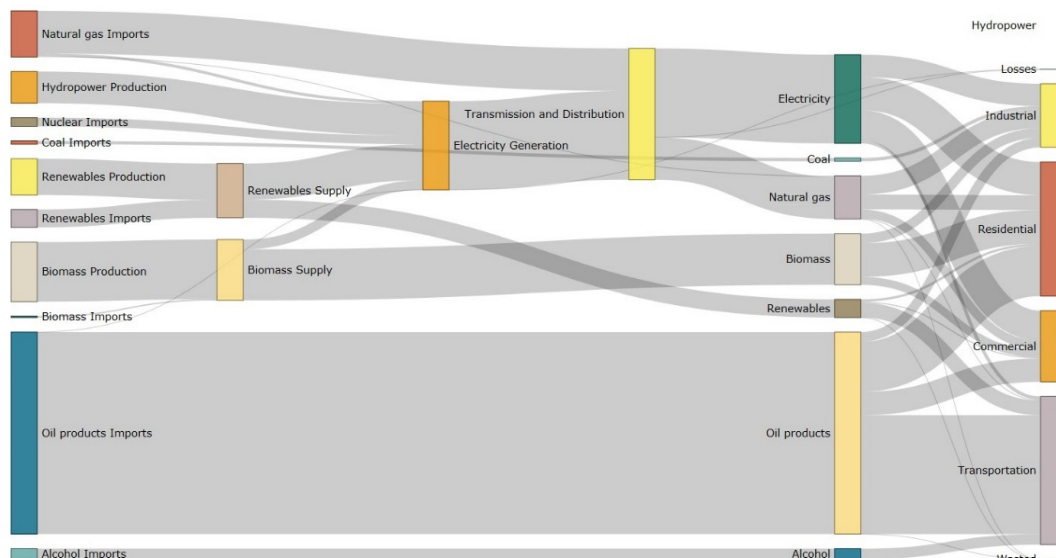 Natural gas Imports
Hydropower Production
Nuclear Imports
Coal Imports
Renewables Production
Renewables Imports
Biomass Production
Biomass Imports
Oil products Imports
Alcohol Imports
Renewables Supply
Biomass Supply
Electricity Generation
Transmission and Distribution
Electricity
Coal
Natural gas
Biomass
Renewables
Oil products
Alcohol
Hydropower
Losses
Industrial
Residential
Commercial
Transportation
Wasted